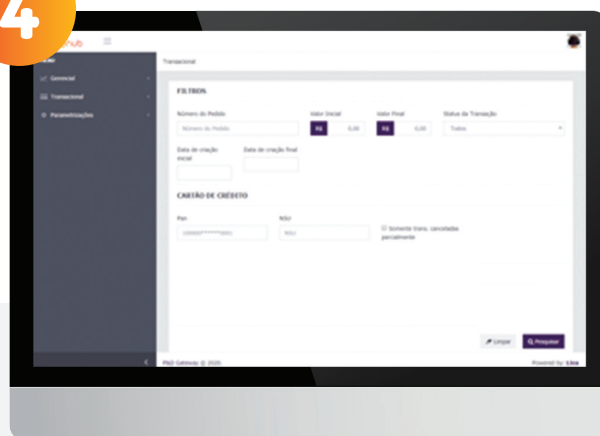 4
Transacional
Gerencial
Transacional
Parametrizações
FILTROS
Número do Pedido
Valor Inicial
Valor Final
Status da Transação
Número do Pedido
R$ 0,00
R$ 0,00
Todos
Data de criação
inicial
Data de criação final
CARTÃO DE CRÉDITO
Pan
NSU
Somente trans. canceladas
parcialmente
Limpar
Pesquisar
Gateway © 2020
Powered by